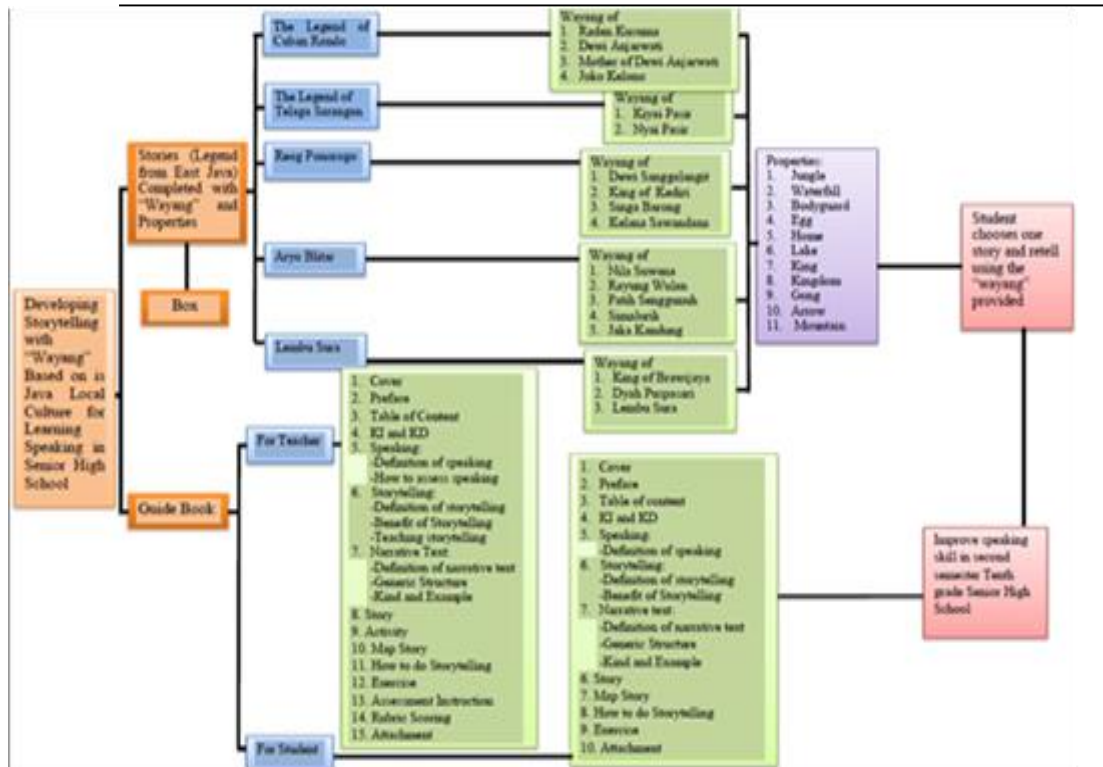 Developing
Storytelling
with
“Wayang”
Based on is
Java Local
Culture for
Learning
Speaking in
Senior High
School
Stories (Legend
from East Java)
Completed with
“Wayang” and
Properties
Box
Guide Book
The Legend of
Coban Rondo
The Legend of
Telaga Sarangan
Reog Ponorogo
Aryo Blitar
Lembu Sura
Wayang of
1. Raden Kusuma
2. Dewi Anjarwati
3. Mother of Dewi Anjarwati
4. Joko Kelono
Wayang of
1. Kyai Pasir
2. Nyai Pasir
Wayang of
1. Dewi Sanggalangit
2. King of Kediri
3. Singa Barong
4. Kelana Sewandana
Wayang of
1. Nila Suwana
2. Rayung Wulan
3. Patih Sengguruh
4.
5. Jaka Kandung
Wayang of
1. King of Brawijaya
2. Dyah Puspasari
3. Lembu Sura
Properties:
1. Jungle
2. Waterfall
3. Bodyguard
4. Egg
5. Home
6. Lake
7. King
8. Kingdom
9. Gong
10. Arrow
11. Mountain
Student
chooses one
story and retell
using the
“wayang”
provided
For Teacher
1. Cover
2. Preface
3. Table of Content
4. KI and KD
5. Speaking:
-Definition of speaking
-How to assess speaking
6. Storytelling:
-Definition of storytelling
-Benefit of Storytelling
-Teaching storytelling
7. Narrative Text:
-Definition of narrative text
-Generic Structure
-Kind and Example
8. Story
9. Activity
10. Map Story
11. How to do Storytelling
12. Exercise
13. Assessment Instruction
14. Rubric Scoring
15. Attachment
For Student
1. Cover
2. Preface
3. Table of content
4. KI and KD
5. Speaking:
-Definition of speaking
6. Storytelling:
-Definition of storytelling
-Benefit of Storytelling
7. Narrative text:
-Definition of narrative text
-Generic Structure
-Kind and Example
6. Story
7. Map Story
8. How to do Storytelling
9. Exercise
10. Attachment
Improve speaking
skill in second
semester Tenth
grade Senior High
School